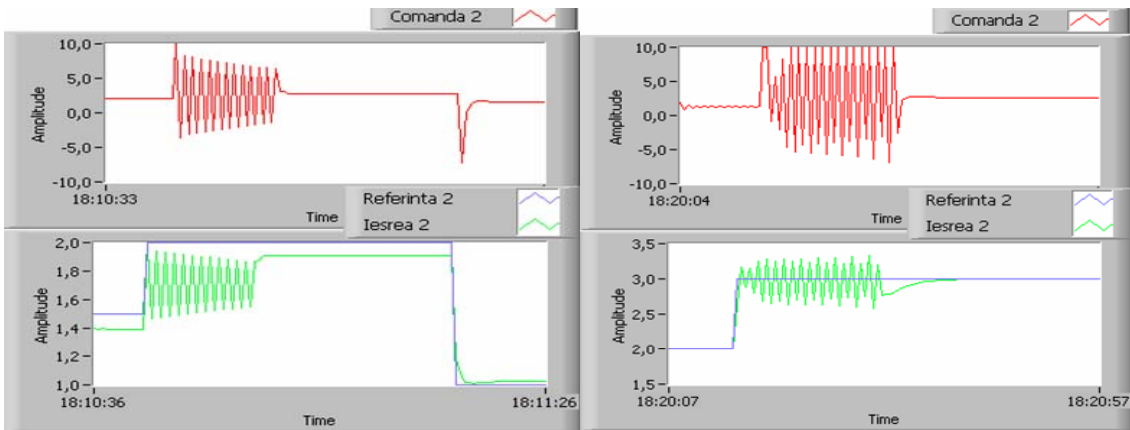 Comanda 2
10,0
5,0
0,0
-5,0
-10,0
Amplitude
18:10:33
Time
Referinta 2
Iesrea 2
2,0
1,8
1,6
1,4
1,2
1,0
Amplitude
18:10:36
18:11:26
Time
Comanda 2
10,0
5,0
0,0
-5,0
-10,0
Amplitude
18:20:04
Time
Referinta 2
Iesrea 2
3,5
3,0
2,5
2,0
1,5
Amplitude
18:20:07
18:20:57
Time